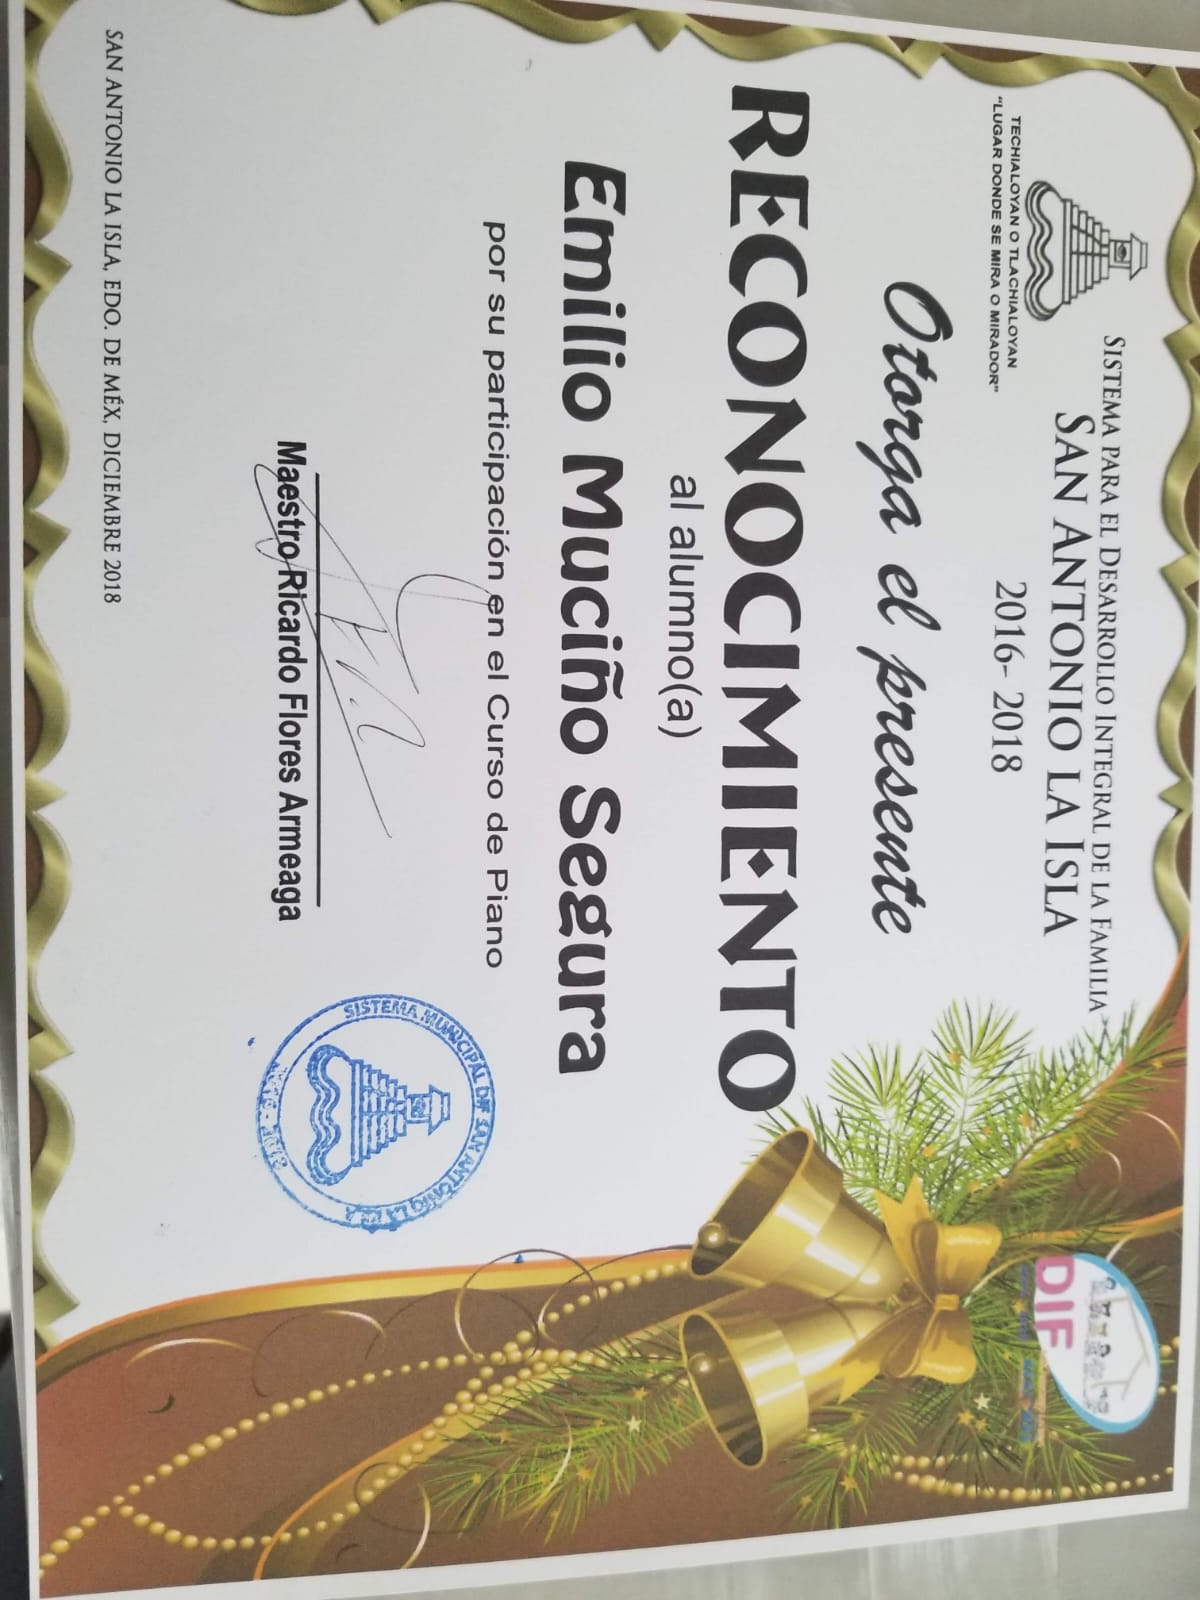 SISTEMA PARA EL DESARROLLO INTEGRAL DE LA FAMILIA
SAN ANTONIO LA ISLA
2016- 2018
TECHIALOYAN O TLACHIALOYAN
"LUGAR DONDE SE MIRA O MIRADOR"
DIF
Otorga el presente
RECONOCIMIENTO
al alumno(a)
Emilio Muciño Segura
por su participación en el Curso de Piano
Maestro Ricardo Flores Armeaga
SISTEMA MUNICIPAL DIF SAN ANTONIO LA ISLA
SAN ANTONIO LA ISLA, EDO. DE MÉX, DICIEMBRE 2018